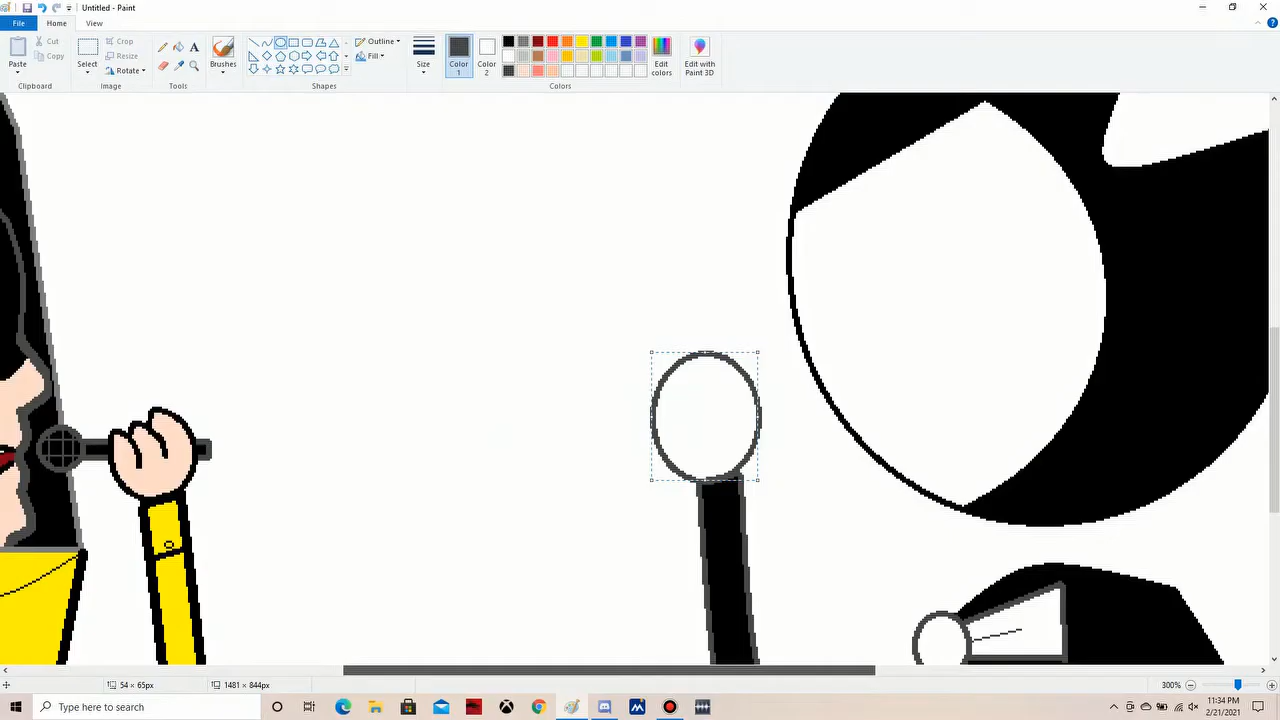 Untitled - Paint
File
Home
View
Paste
Cut
Copy
Clipboard
Select
Crop
Resize
Rotate
Image
A
Tools
Brushes
Shapes
Outline
Fill
Size
Color 1
Color 2
Colors
Edit colors
Edit with Paint 3D
54 × 65px
1481 × 844px
300%
Type here to search
11:34 PM
2/21/2021